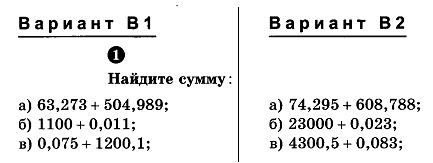 Вариант В1
Вариант В2
1
Найдите сумму:
а) 63,273 + 504,989;
б) 1100 + 0,011;
в) 0,075 + 1200,1;
а) 74,295 + 608,788;
б) 23000 + 0,023;
в) 4300,5 + 0,083;